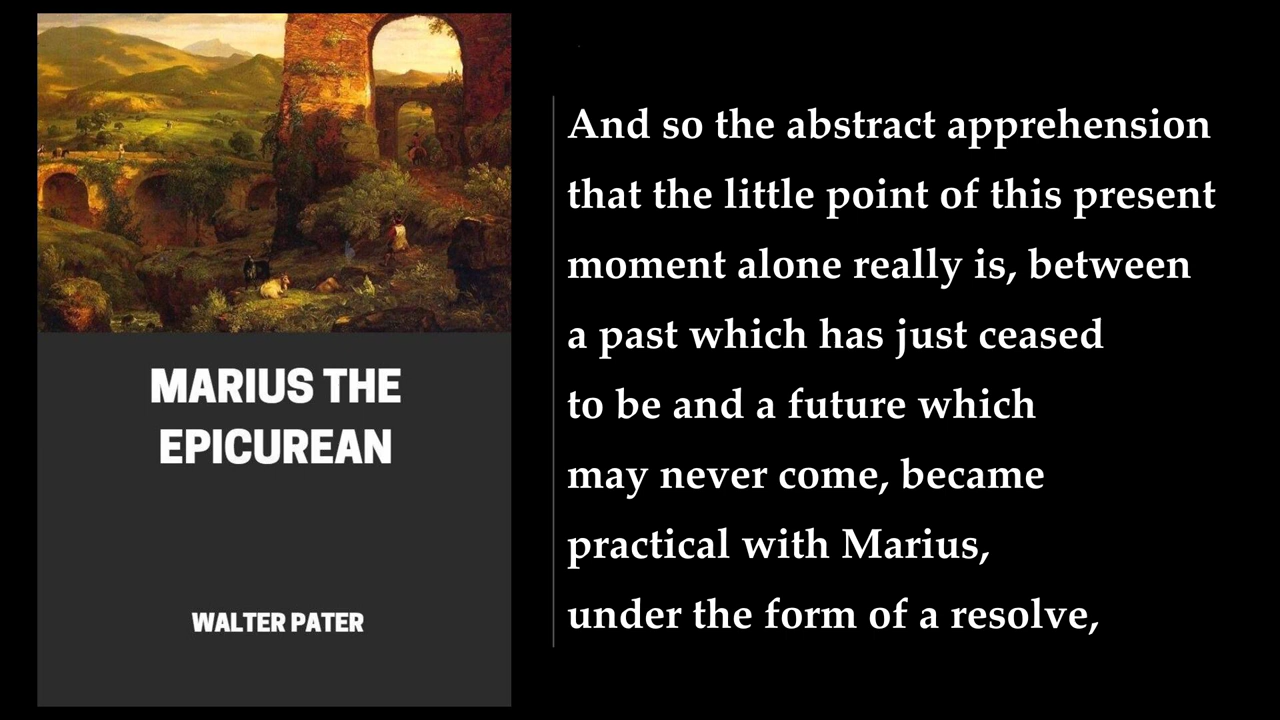 MARIUS THE
EPICUREAN
WALTER PATER
And so the abstract apprehension
that the little point of this present
moment alone really is, between
a past which has just ceased
to be and a future which
may never come, became
practical with Marius,
under the form of a resolve,